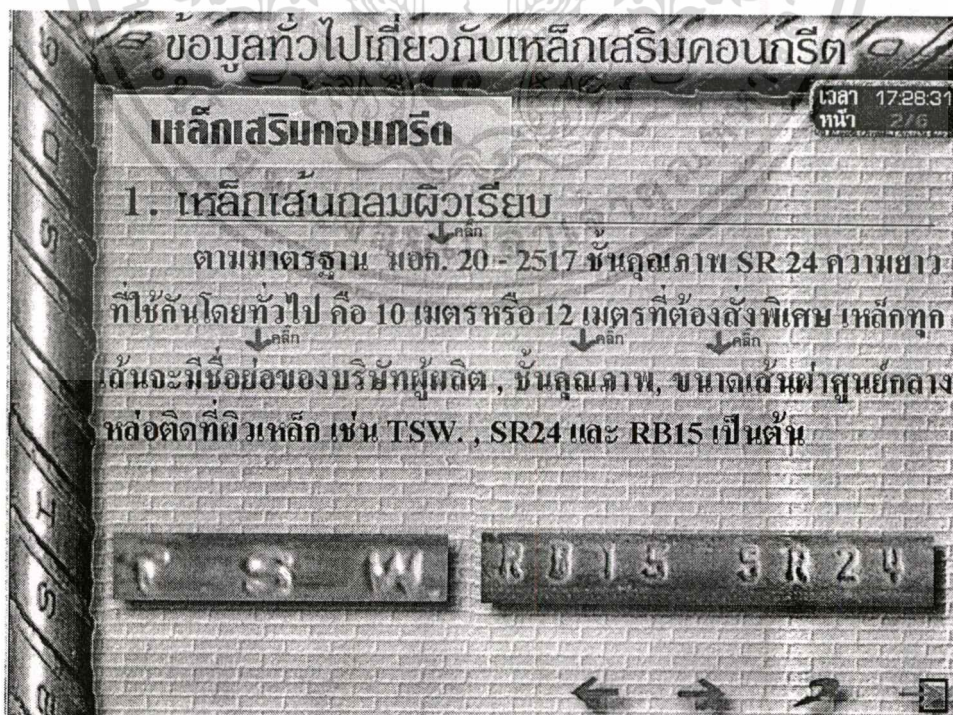 ข้อมูลทั่วไปเกี่ยวกับเหล็กเสริมคอนกรีต
เวลา 17:28:31
หน้า 2/6
เหล็กเสริมคอนกรีต
1. เหล็กเส้นกลมผิวเรียบ
คลิ๊ก
ตามมาตรฐาน มอก. 20 - 2517 ชั้นคุณภาพ SR 24 ความยาว
ที่ใช้กันโดยทั่วไป คือ 10 เมตรหรือ 12 เมตรที่ต้องสั่งพิเศษ เหล็กทุก
คลิ๊ก คลิ๊ก คลิ๊ก
เส้นจะมีชื่อย่อของบริษัทผู้ผลิต , ชั้นคุณภาพ, ขนาดเส้นผ่าศูนย์กลาง
หล่อติดที่ผิวเหล็ก เช่น TSW. , SR24 และ RB15 เป็นต้น
T S W RB15 SR24